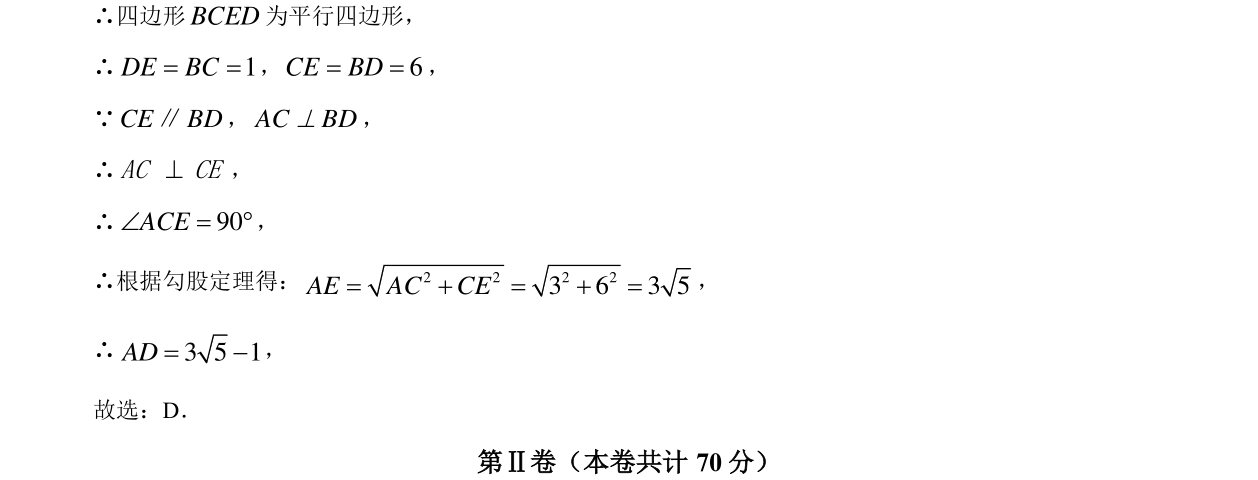 ∴四边形 BCED 为平行四边形，
∴ DE = BC =1，CE = BD = 6，
∵ CE // BD，AC ⊥ BD，
∴ AC ⊥ CE，
∴ ∠ACE = 90°，
∴根据勾股定理得：AE = √(AC² + CE²) = √(3² + 6²) = 3√5，
∴ AD = 3√5 −1，
故选：D．
第Ⅱ卷（本卷共计 70 分）